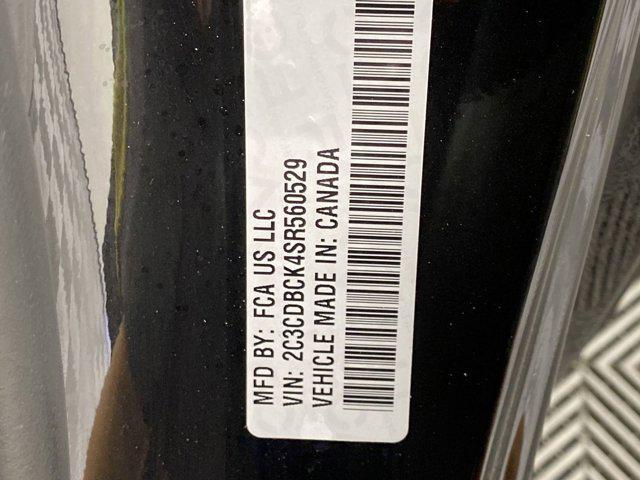 MFD BY: FCA US LLC
VIN: 2C3CDBCK4SR560529
VEHICLE MADE IN: CANADA